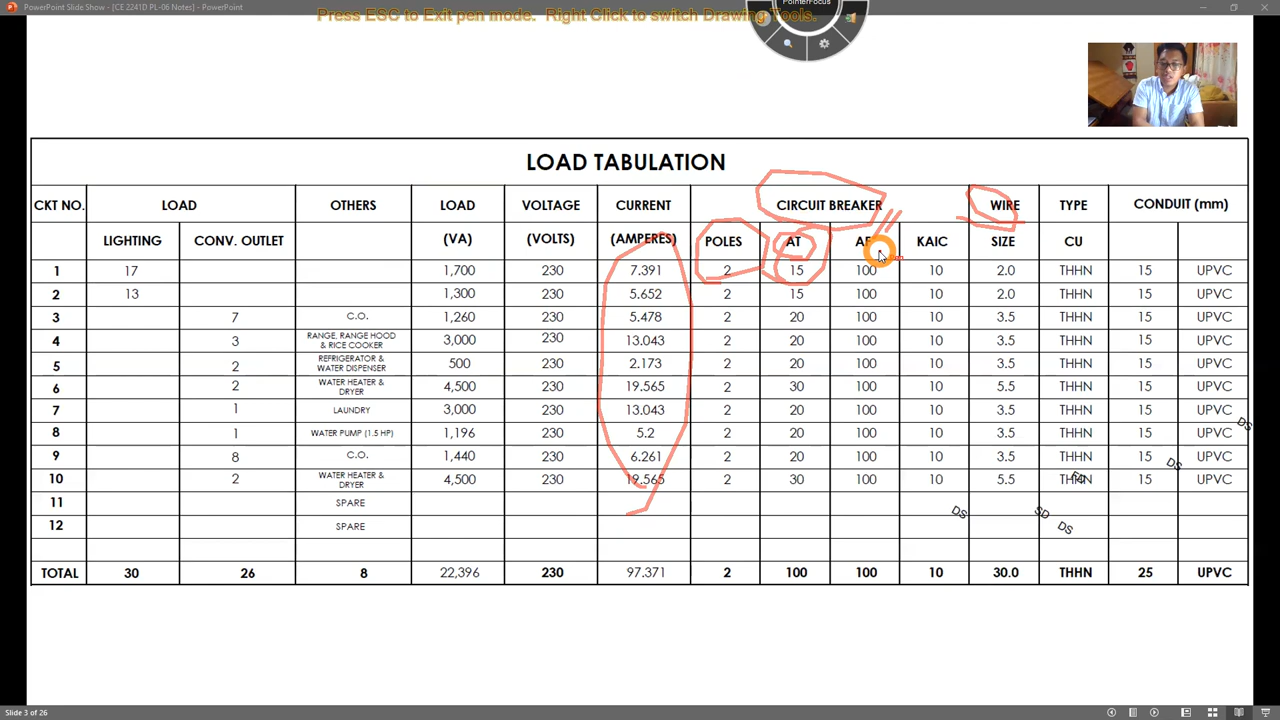 PowerPoint Slide Show - [CE 2241D PL-06 Notes] - PowerPoint
Press ESC to Exit pen mode. Right Click to switch Drawing Tools.
PointerFocus
LOAD TABULATION
CKT NO. LOAD OTHERS LOAD VOLTAGE CURRENT CIRCUIT BREAKER WIRE TYPE CONDUIT (mm)
LIGHTING CONV. OUTLET (VA) (VOLTS) (AMPERES) POLES AT AF KAIC SIZE CU
1 17 1,700 230 7.391 2 15 100 10 2.0 THHN 15 UPVC
2 13 1,300 230 5.652 2 15 100 10 2.0 THHN 15 UPVC
3 7 C.O. 1,260 230 5.478 2 20 100 10 3.5 THHN 15 UPVC
4 3 RANGE, RANGE HOOD & RICE COOKER 3,000 230 13.043 2 20 100 10 3.5 THHN 15 UPVC
5 2 REFRIGERATOR & WATER DISPENSER 500 230 2.173 2 20 100 10 3.5 THHN 15 UPVC
6 2 WATER HEATER & DRYER 4,500 230 19.565 2 30 100 10 5.5 THHN 15 UPVC
7 1 LAUNDRY 3,000 230 13.043 2 20 100 10 3.5 THHN 15 UPVC
8 1 WATER PUMP (1.5 HP) 1,196 230 5.2 2 20 100 10 3.5 THHN 15 UPVC
DS
9 8 C.O. 1,440 230 6.261 2 20 100 10 3.5 THHN 15 UPVC
DS
10 2 WATER HEATER & DRYER 4,500 230 19.565 2 30 100 10 5.5 THHN 15 UPVC
11 SPARE
DS SD
12 SPARE
DS
TOTAL 30 26 8 22,396 230 97.371 2 100 100 10 30.0 THHN 25 UPVC
Slide 3 of 26